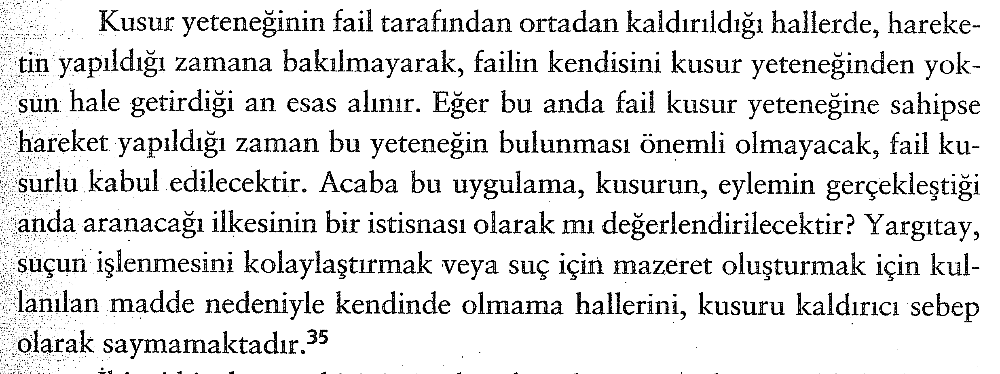 Kusur yeteneğinin fail tarafından ortadan kaldırıldığı hallerde, hareke-
tin yapıldığı zamana bakılmayarak, failin kendisini kusur yeteneğinden yok-
sun hale getirdiği an esas alınır. Eğer bu anda fail kusur yeteneğine sahipse
hareket yapıldığı zaman bu yeteneğin bulunması önemli olmayacak, fail ku-
surlu kabul edilecektir. Acaba bu uygulama, kusurun, eylemin gerçekleştiği
anda aranacağı ilkesinin bir istisnası olarak mı değerlendirilecektir? Yargıtay,
suçun işlenmesini kolaylaştırmak veya suç için mazeret oluşturmak için kul-
lanılan madde nedeniyle kendinde olmama hallerini, kusuru kaldırıcı sebep
olarak saymamaktadır.35